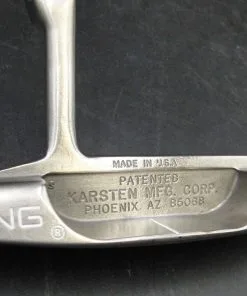 MADE IN U.S.A.
PATENTED
KARSTEN MFG. CORP.
PHOENIX AZ 85068
NG ®